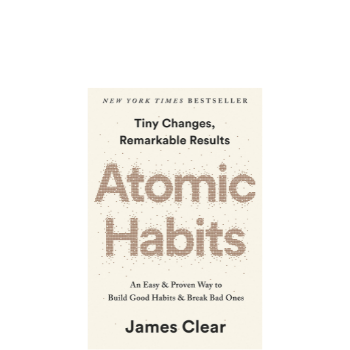 NEW YORK TIMES BESTSELLER
Tiny Changes,
Remarkable Results
Atomic
Habits
An Easy & Proven Way to
Build Good Habits & Break Bad Ones
James Clear